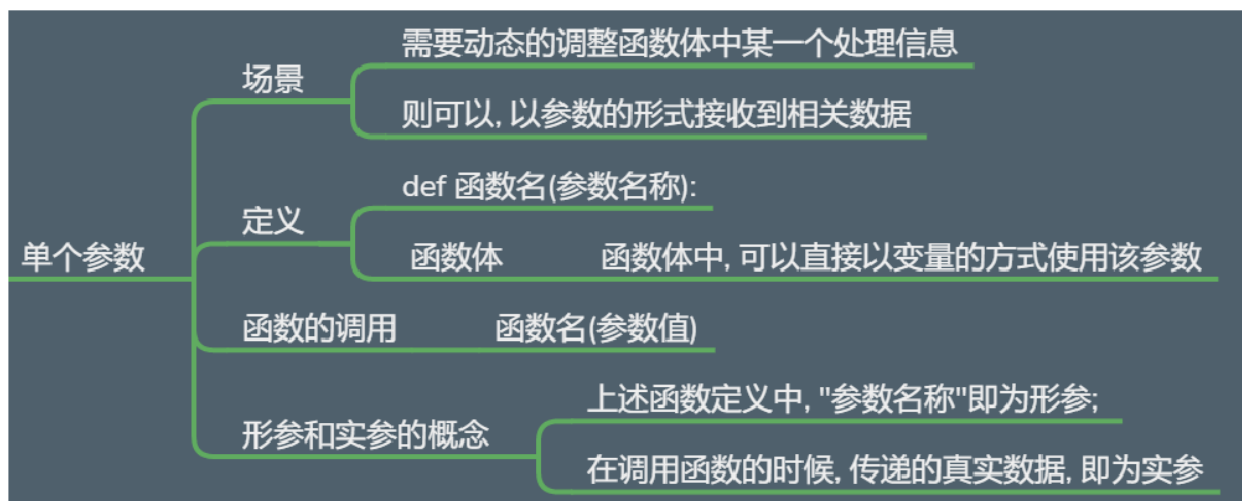 需要动态的调整函数体中某一个处理信息
场景
则可以, 以参数的形式接收到相关数据
def 函数名(参数名称):
定义
单个参数
函数体 函数体中, 可以直接以变量的方式使用该参数
函数的调用 函数名(参数值)
上述函数定义中, "参数名称"即为形参;
形参和实参的概念
在调用函数的时候, 传递的真实数据, 即为实参